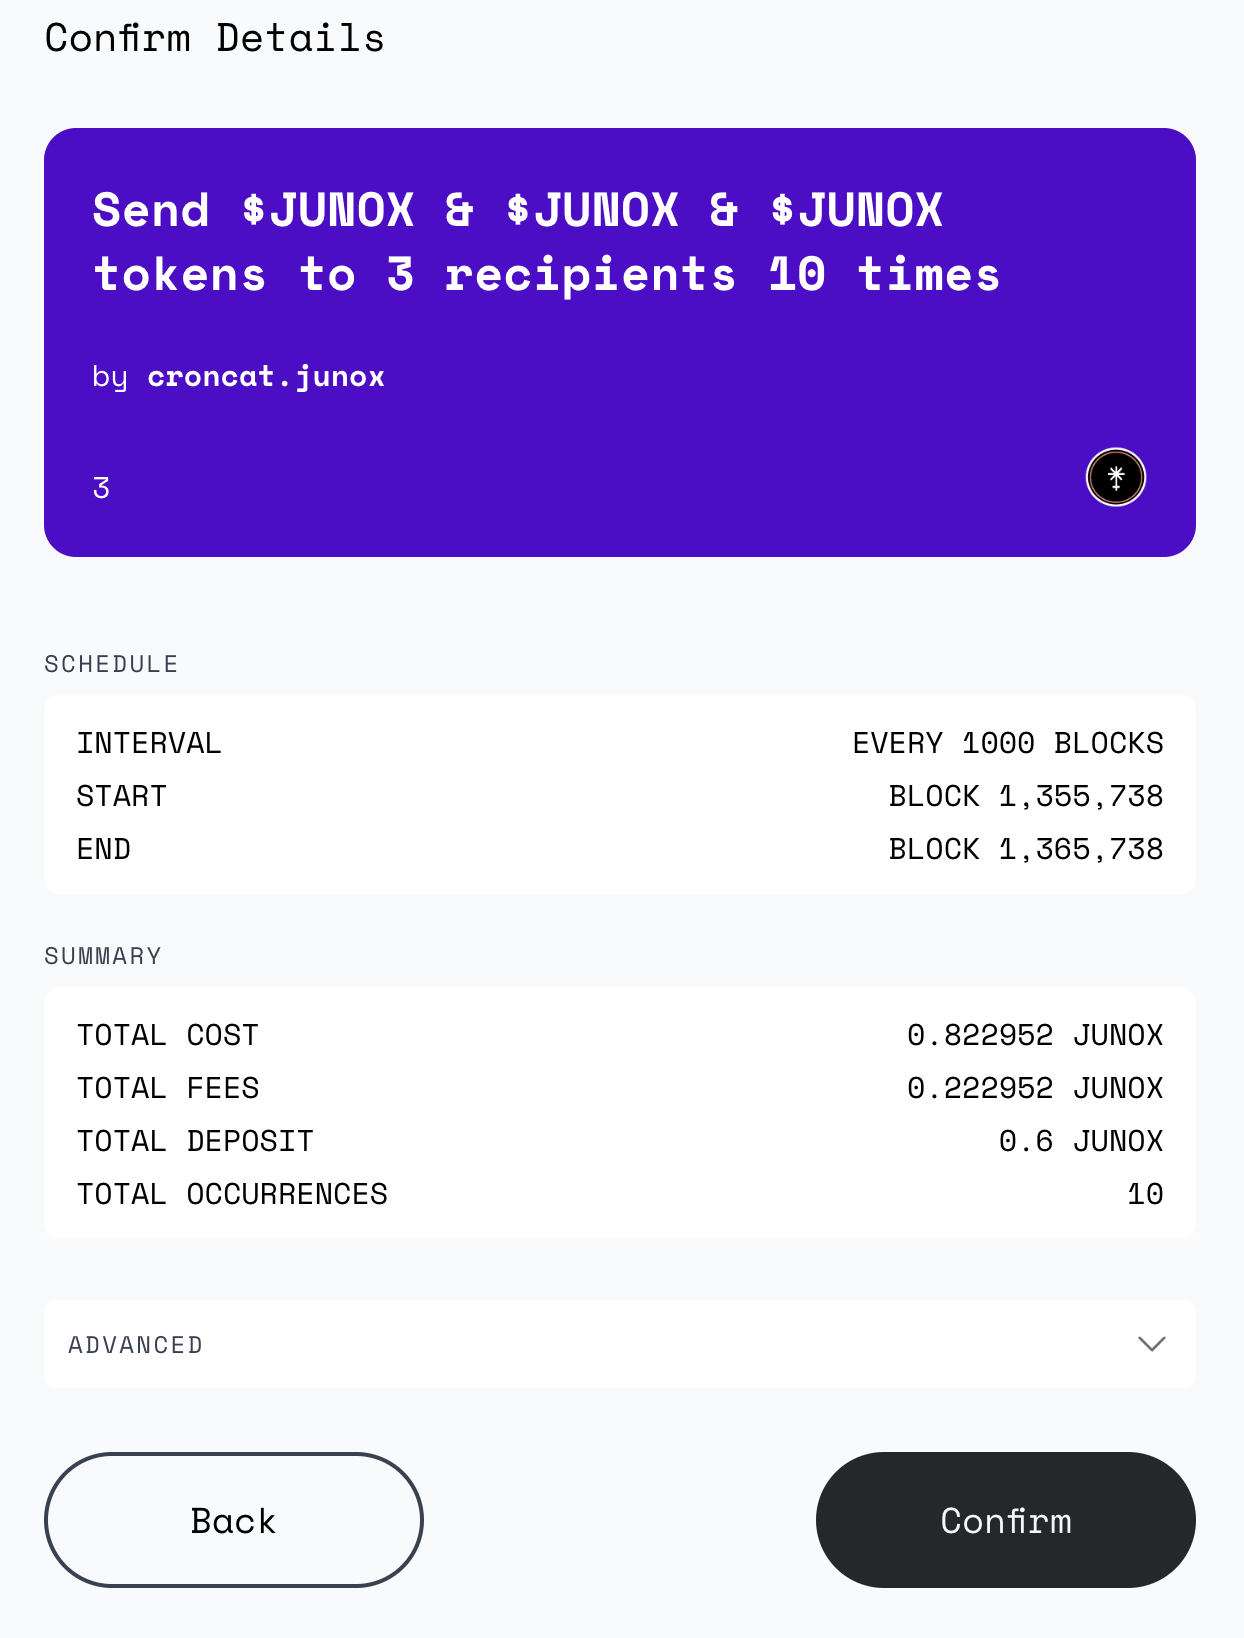 Confirm Details
Send $JUNOX & $JUNOX & $JUNOX
tokens to 3 recipients 10 times
by croncat.junox
3
SCHEDULE
INTERVAL EVERY 1000 BLOCKS
START BLOCK 1,355,738
END BLOCK 1,365,738
SUMMARY
TOTAL COST 0.822952 JUNOX
TOTAL FEES 0.222952 JUNOX
TOTAL DEPOSIT 0.6 JUNOX
TOTAL OCCURRENCES 10
ADVANCED
Back Confirm